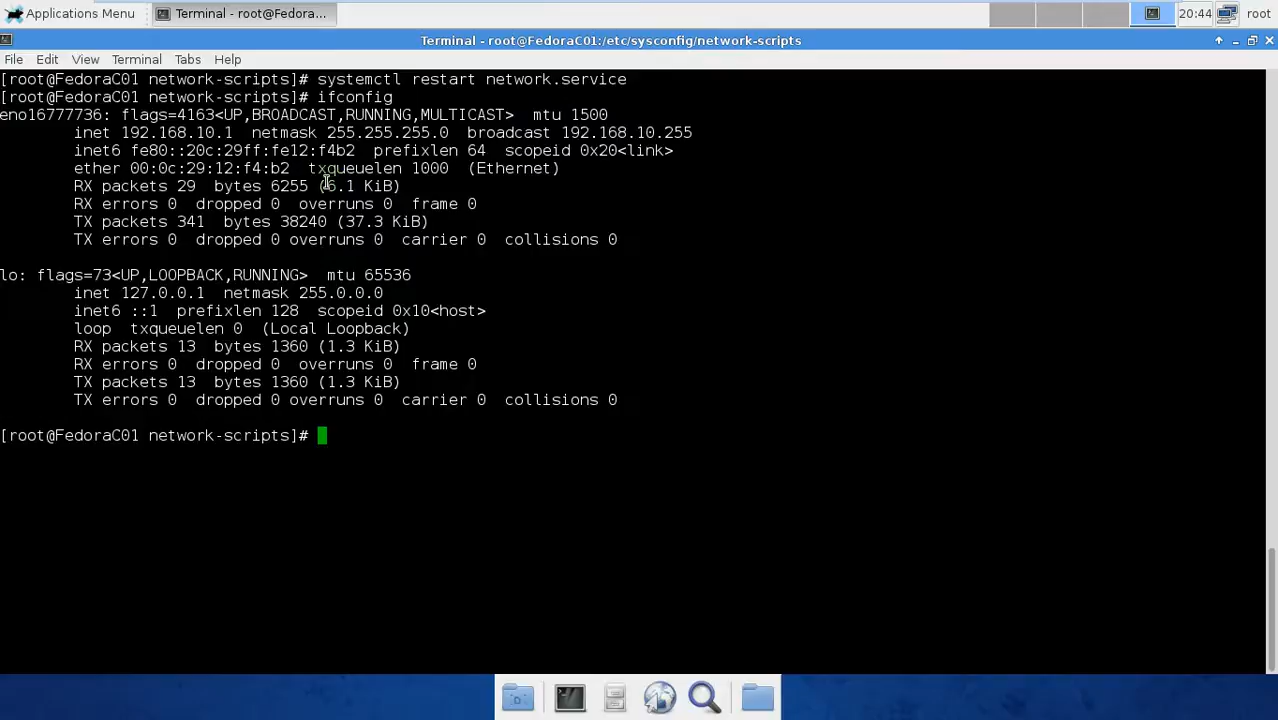 Applications Menu
Terminal - root@Fedora...
20:44
root
Terminal - root@FedoraC01:/etc/sysconfig/network-scripts
File Edit View Terminal Tabs Help
[root@FedoraC01 network-scripts]# systemctl restart network.service
[root@FedoraC01 network-scripts]# ifconfig
eno16777736: flags=4163<UP,BROADCAST,RUNNING,MULTICAST>  mtu 1500
        inet 192.168.10.1  netmask 255.255.255.0  broadcast 192.168.10.255
        inet6 fe80::20c:29ff:fe12:f4b2  prefixlen 64  scopeid 0x20<link>
        ether 00:0c:29:12:f4:b2  txqueuelen 1000  (Ethernet)
        RX packets 29  bytes 6255 (6.1 KiB)
        RX errors 0  dropped 0  overruns 0  frame 0
        TX packets 341  bytes 38240 (37.3 KiB)
        TX errors 0  dropped 0 overruns 0  carrier 0  collisions 0
lo: flags=73<UP,LOOPBACK,RUNNING>  mtu 65536
        inet 127.0.0.1  netmask 255.0.0.0
        inet6 ::1  prefixlen 128  scopeid 0x10<host>
        loop  txqueuelen 0  (Local Loopback)
        RX packets 13  bytes 1360 (1.3 KiB)
        RX errors 0  dropped 0  overruns 0  frame 0
        TX packets 13  bytes 1360 (1.3 KiB)
        TX errors 0  dropped 0 overruns 0  carrier 0  collisions 0
[root@FedoraC01 network-scripts]#